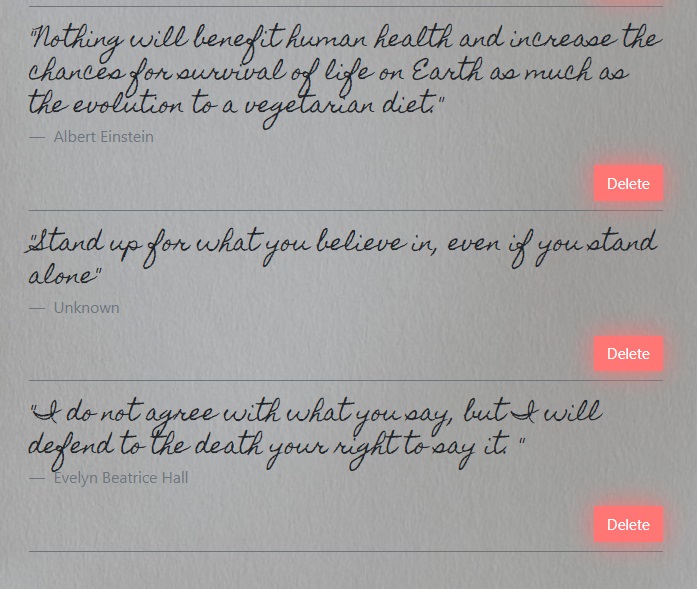 "Nothing will benefit human health and increase the
chances for survival of life on Earth as much as
the evolution to a vegetarian diet."
— Albert Einstein
Delete
"Stand up for what you believe in, even if you stand
alone"
— Unknown
Delete
"I do not agree with what you say, but I will
defend to the death your right to say it. "
— Evelyn Beatrice Hall
Delete